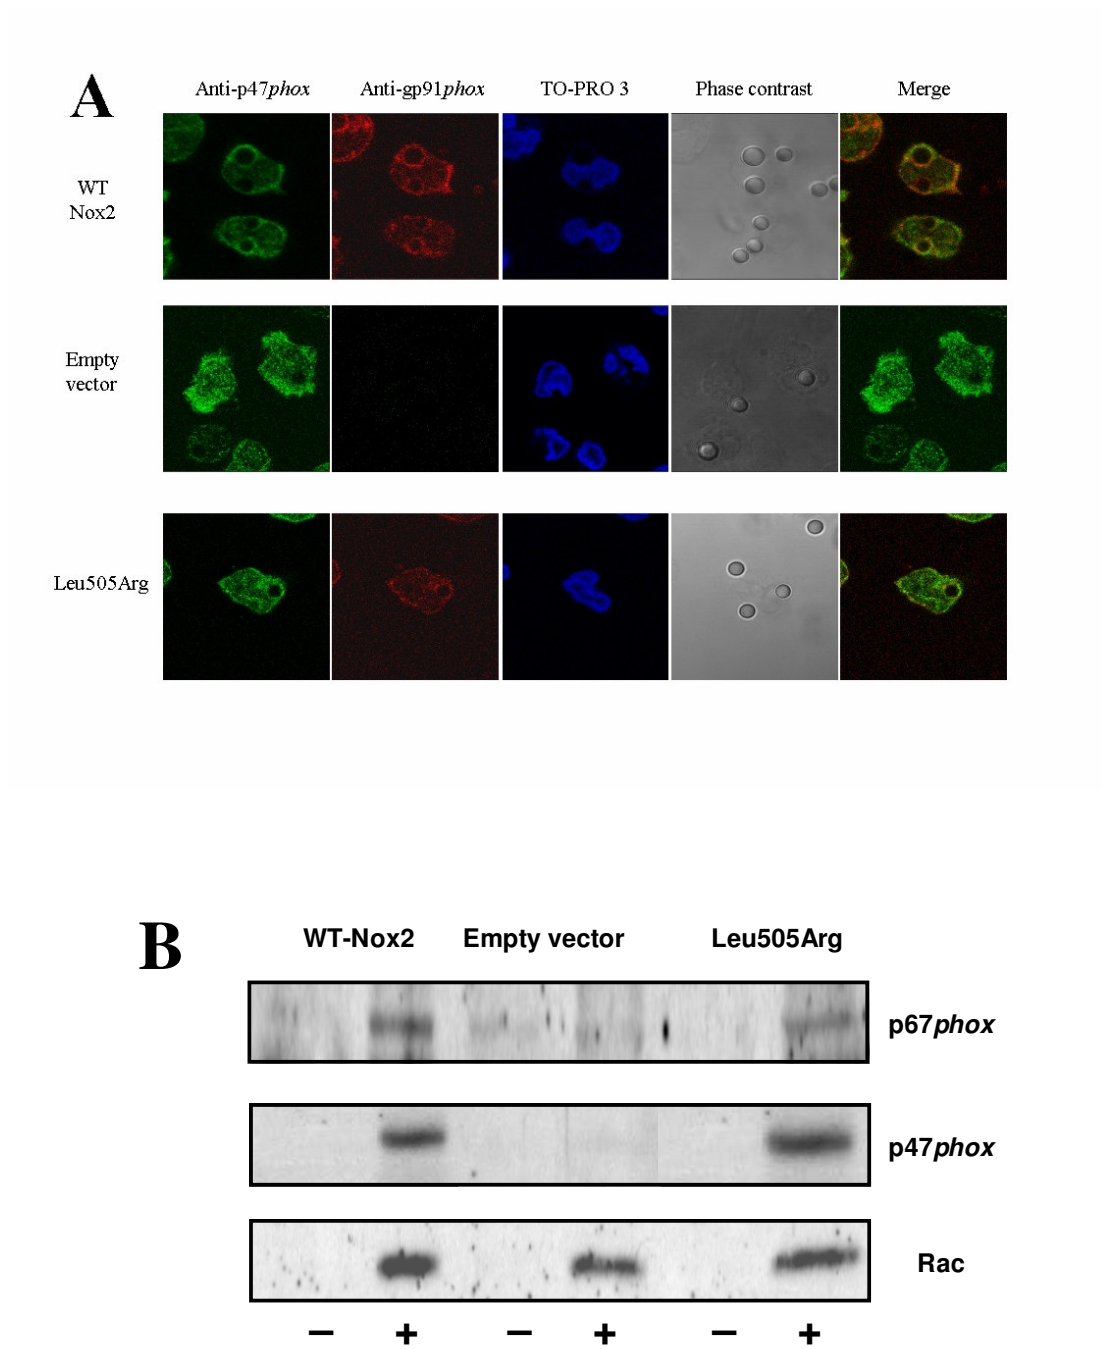 A
Anti-p47phox Anti-gp91phox TO-PRO 3 Phase contrast Merge
WT
Nox2
Empty
vector
Leu505Arg
B
WT-Nox2 Empty vector Leu505Arg
p67phox
p47phox
Rac
− + − + − +